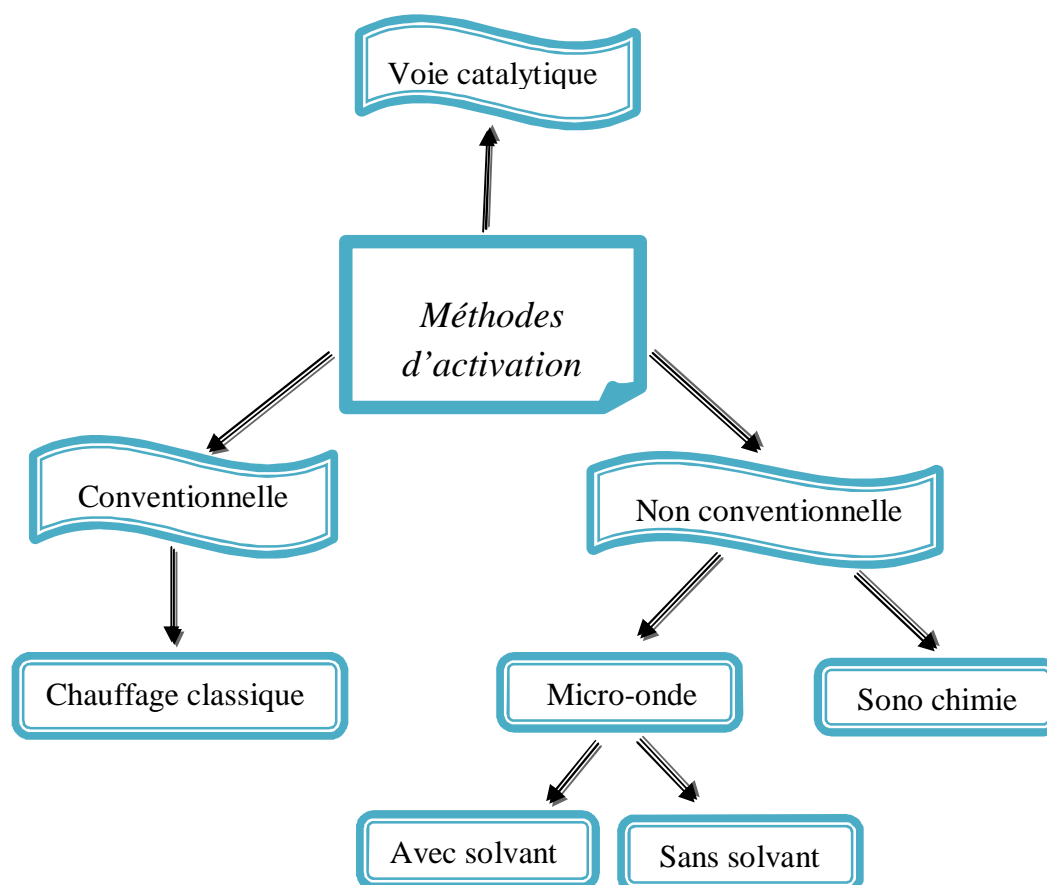 Voie catalytique
Méthodes
d’activation
Conventionnelle
Non conventionnelle
Chauffage classique
Micro-onde
Sono chimie
Avec solvant
Sans solvant